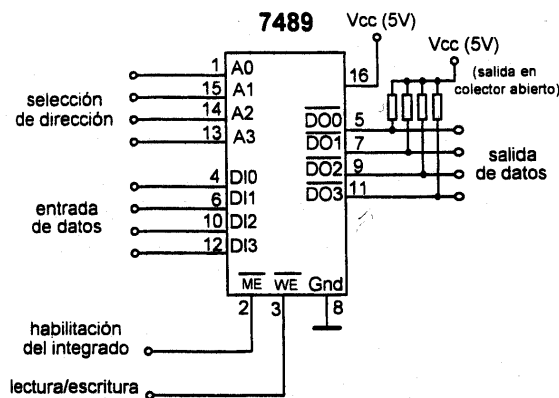 7489
Vcc (5V)
Vcc (5V)
(salida en
colector abierto)
selección
de dirección
1 A0
15 A1
14 A2
13 A3
16
DO0 5
DO1 7
DO2 9
DO3 11
salida
de datos
entrada
de datos
4 DI0
6 DI1
10 DI2
12 DI3
ME WE Gnd
2 3 8
habilitación
del integrado
lectura/escritura